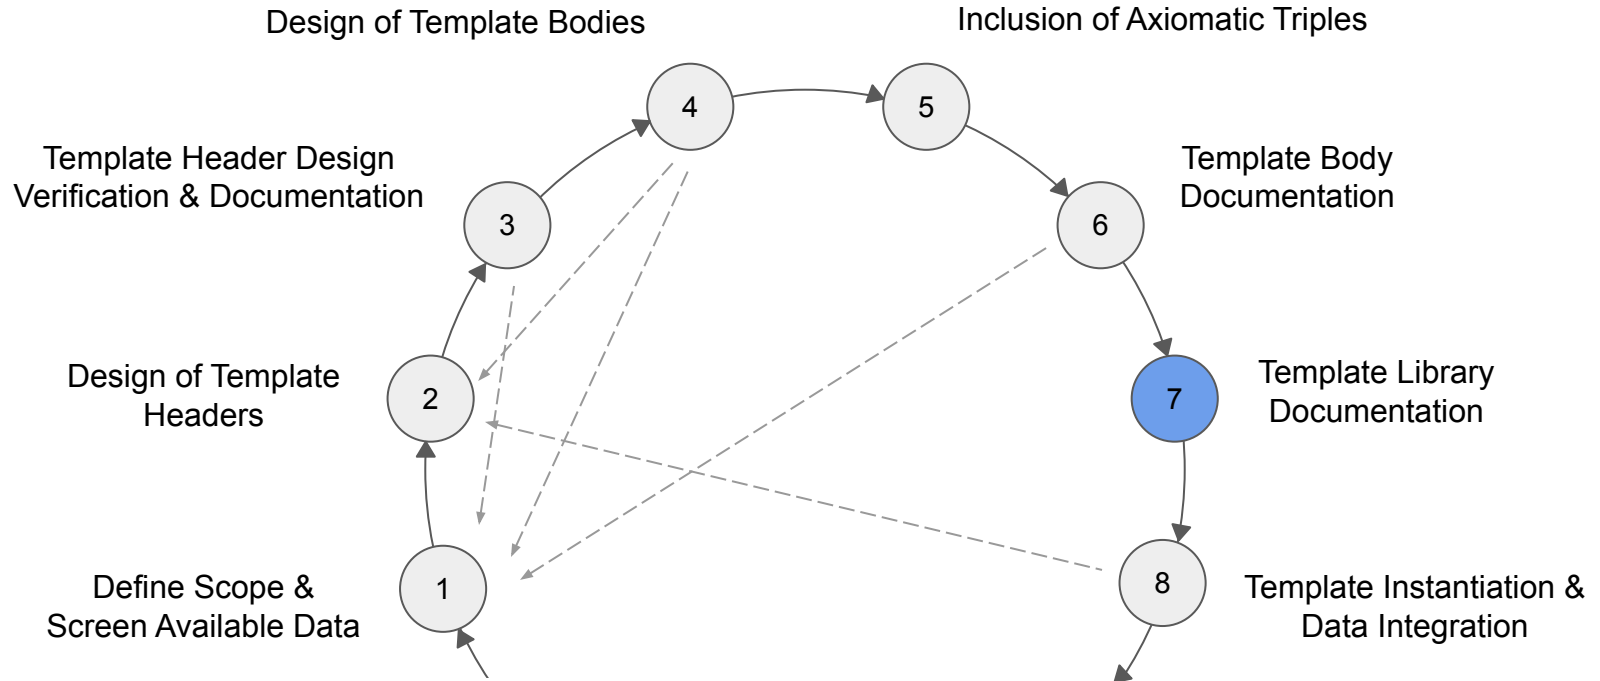 Design of Template Bodies
Inclusion of Axiomatic Triples
4
5
Template Header Design
Verification & Documentation
Template Body
Documentation
3
6
Design of Template
Headers
2
7
Template Library
Documentation
Define Scope &
Screen Available Data
1
8
Template Instantiation &
Data Integration